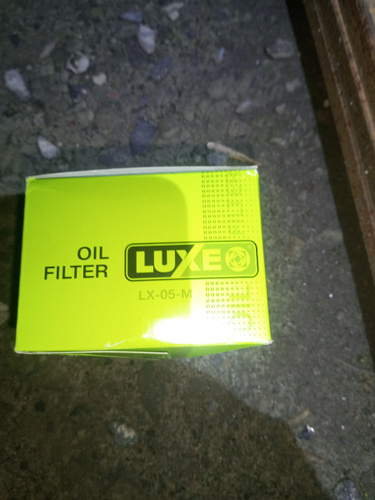 OIL
FILTER
LUXE
LX-05-M